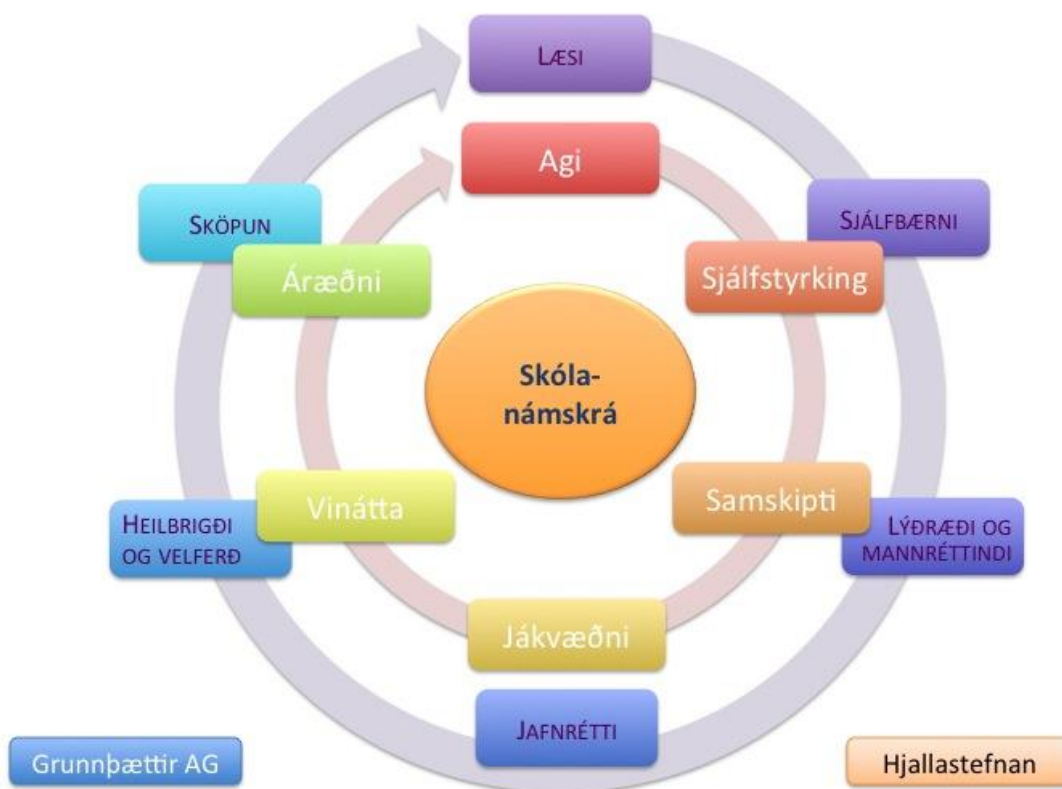 LÆSI
Agi
SKÖPUN
SJÁLFBÆRNI
Áræðni
Sjálfstyrking
Skóla-
námskrá
Vinátta
Samskipti
HEILBRIGÐI
OG VELFERÐ
LÝÐRÆÐI OG
MANNRÉTTINDI
Jákvæðni
JAFNRÉTTI
Grunnþættir AG
Hjallastefnan